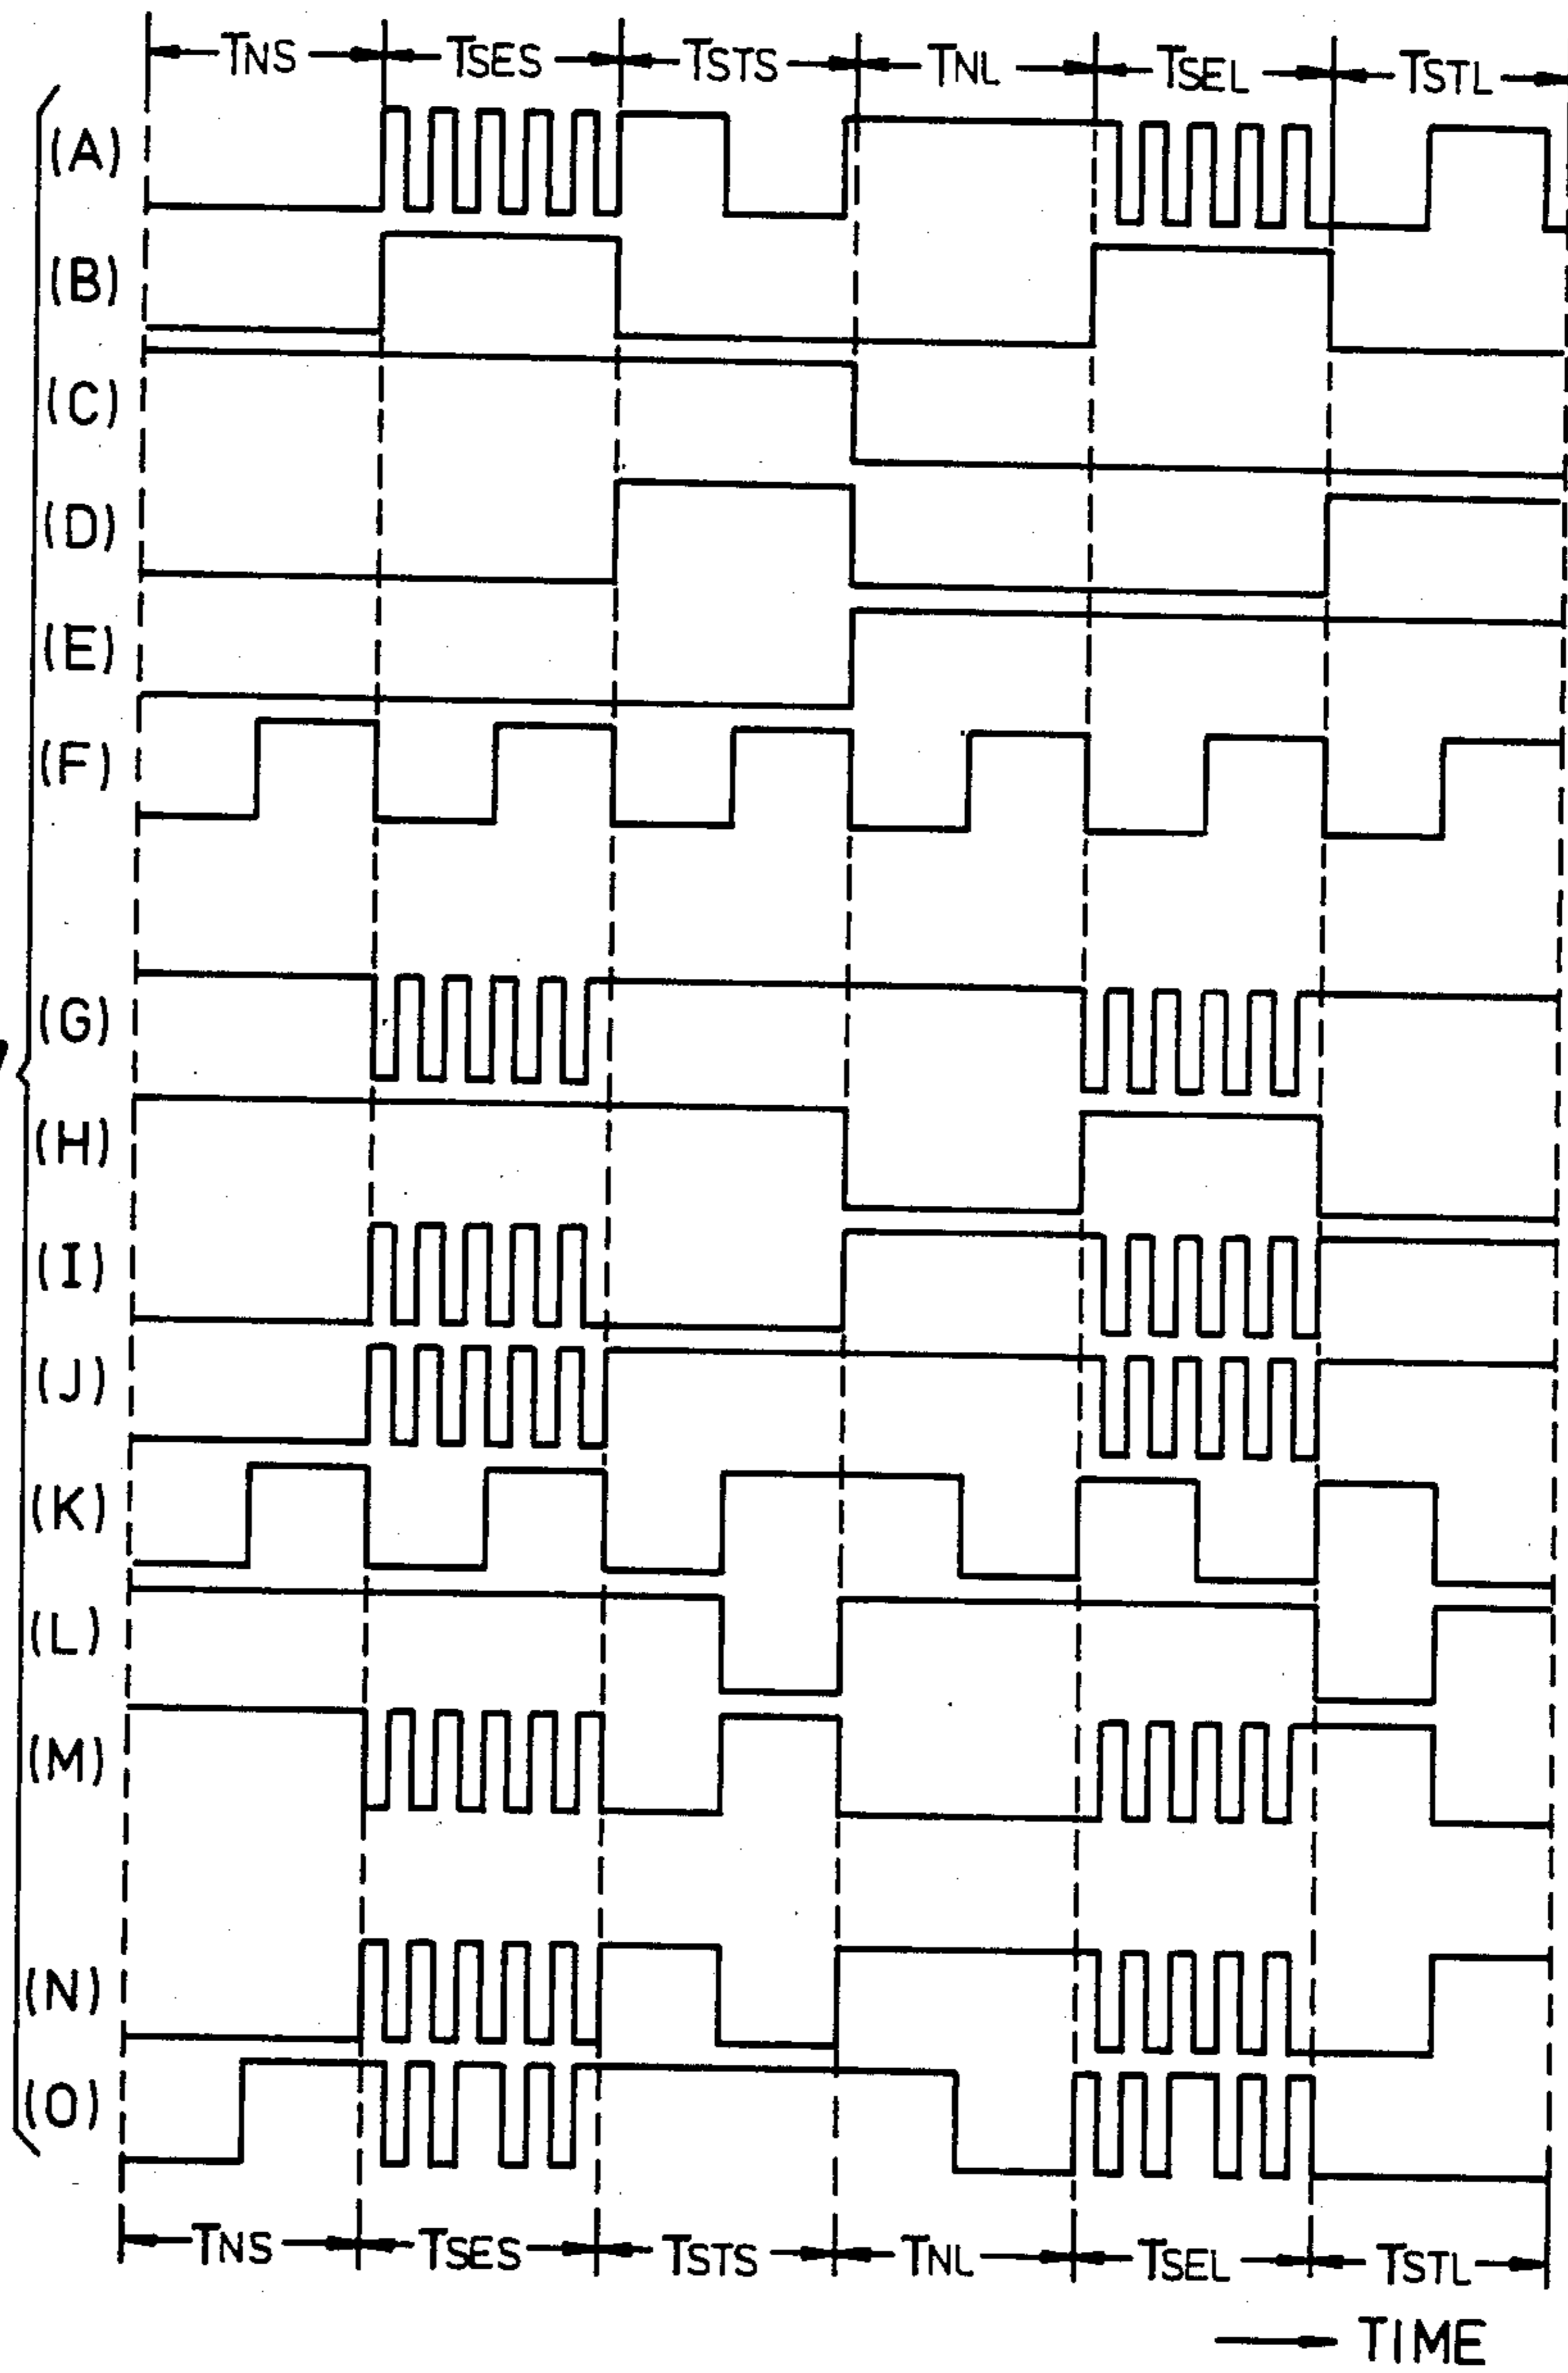 TNS TSES TSTS TNL TSEL TSTL
(A)
(B)
(C)
(D)
(E)
(F)
(G)
(H)
(I)
(J)
(K)
(L)
(M)
(N)
(O)
TNS TSES TSTS TNL TSEL TSTL
TIME